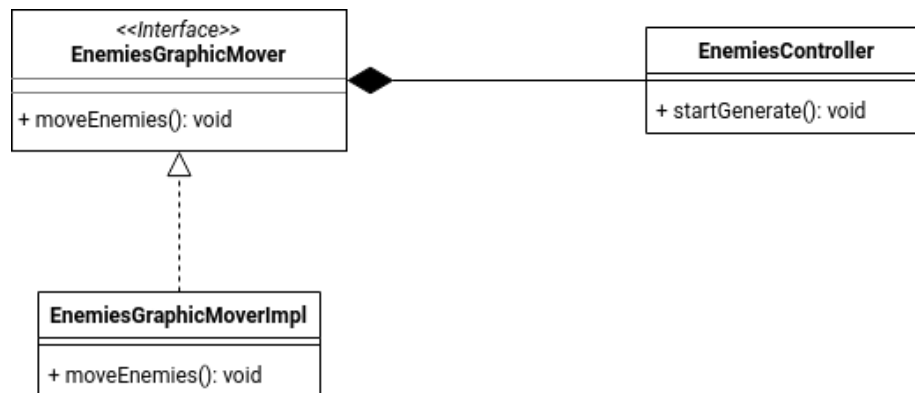 <<Interface>>
EnemiesGraphicMover
+ moveEnemies(): void
EnemiesController
+ startGenerate(): void
EnemiesGraphicMoverImpl
+ moveEnemies(): void